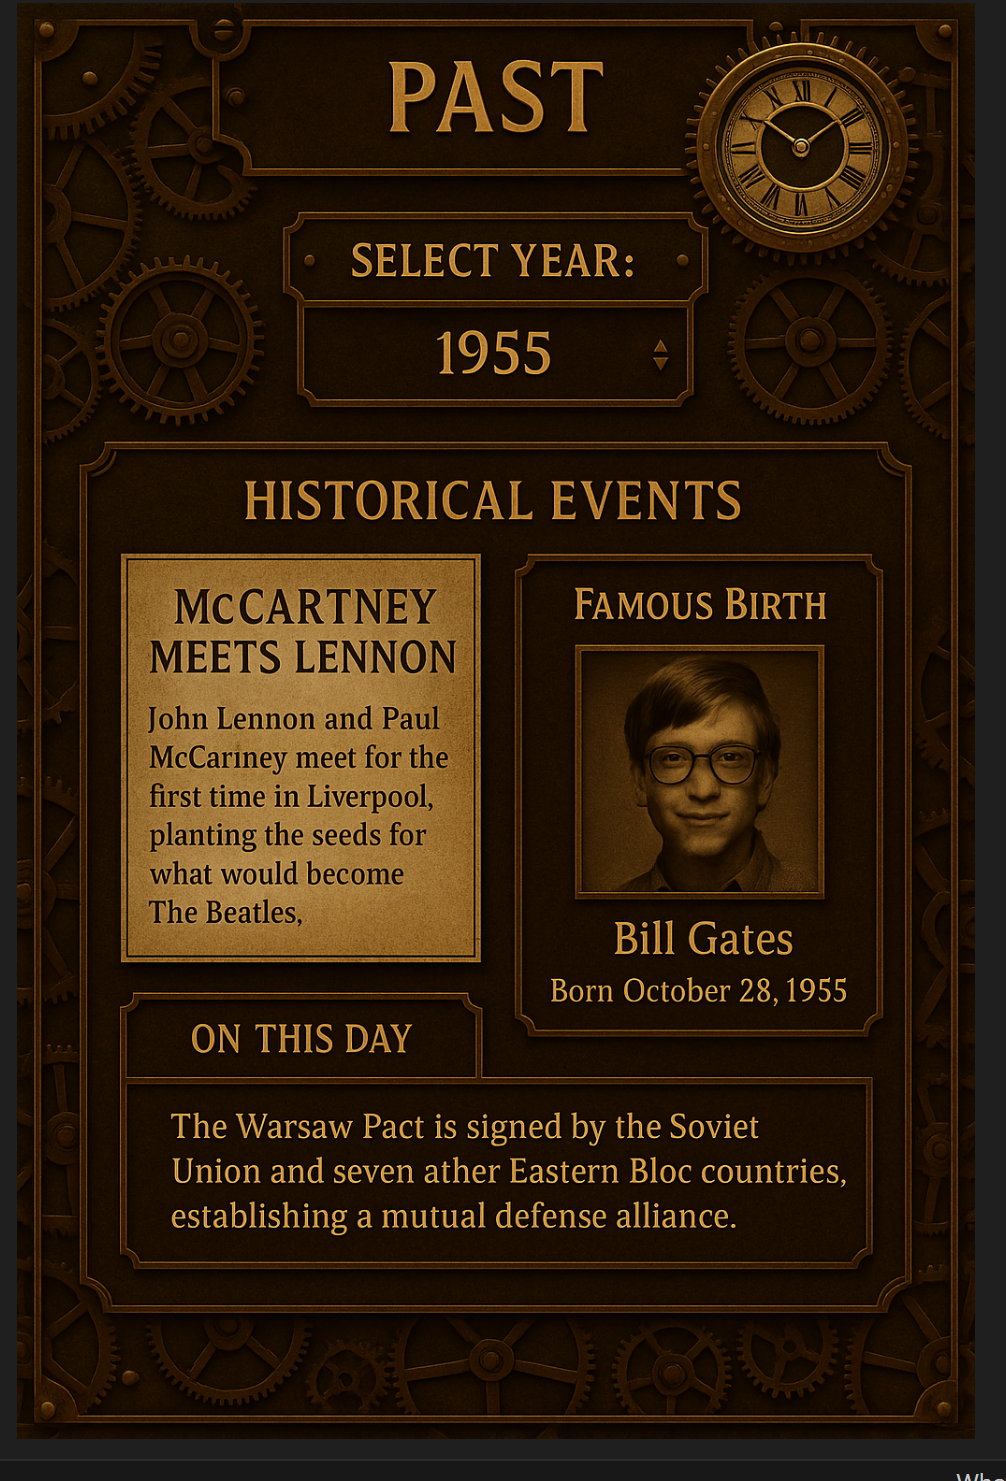 PAST
XII
SELECT YEAR:
1955
HISTORICAL EVENTS
McCARTNEY
MEETS LENNON
John Lennon and Paul
McCarıney meet for the
first time in Liverpool,
planting the seeds for
what would become
The Beatles,
FAMOUS BIRTH
Bill Gates
Born October 28, 1955
ON THIS DAY
The Warsaw Pact is signed by the Soviet
Union and seven ather Eastern Bloc countries,
establishing a mutual defense alliance.